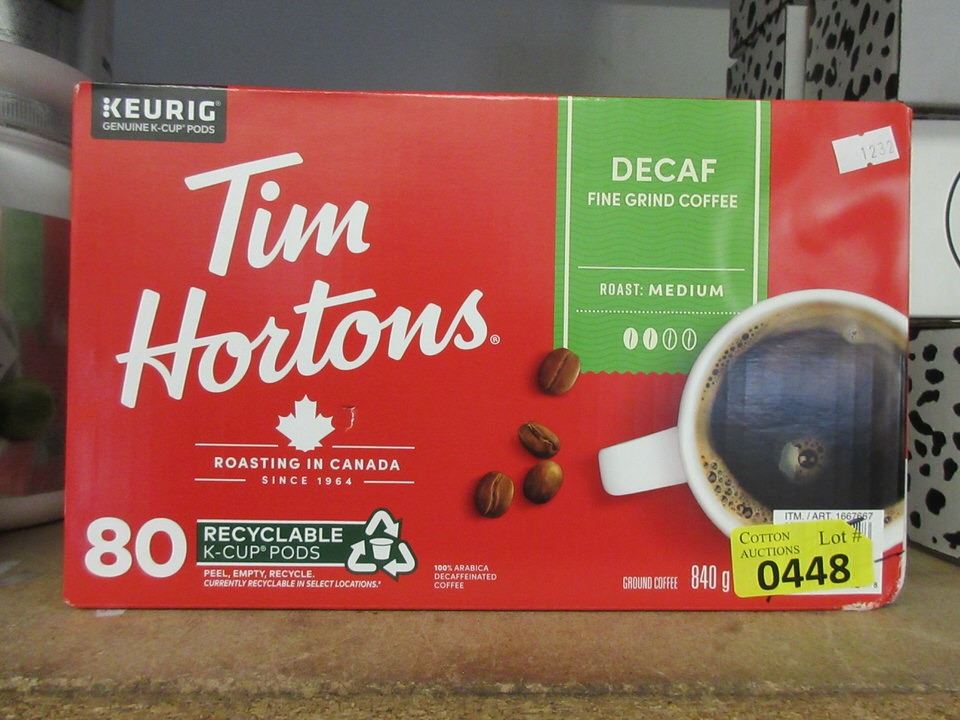 KEURIG®
GENUINE K-CUP® PODS
Tim
Hortons®
ROASTING IN CANADA
SINCE 1964
80
RECYCLABLE
K-CUP® PODS
PEEL, EMPTY, RECYCLE.
CURRENTLY RECYCLABLE IN SELECT LOCATIONS.*
100% ARABICA
DECAFFEINATED
COFFEE
DECAF
FINE GRIND COFFEE
ROAST: MEDIUM
1232
GROUND COFFEE 840 g
ITM. / ART. 1667667
COTTON
AUCTIONS
Lot #
0448